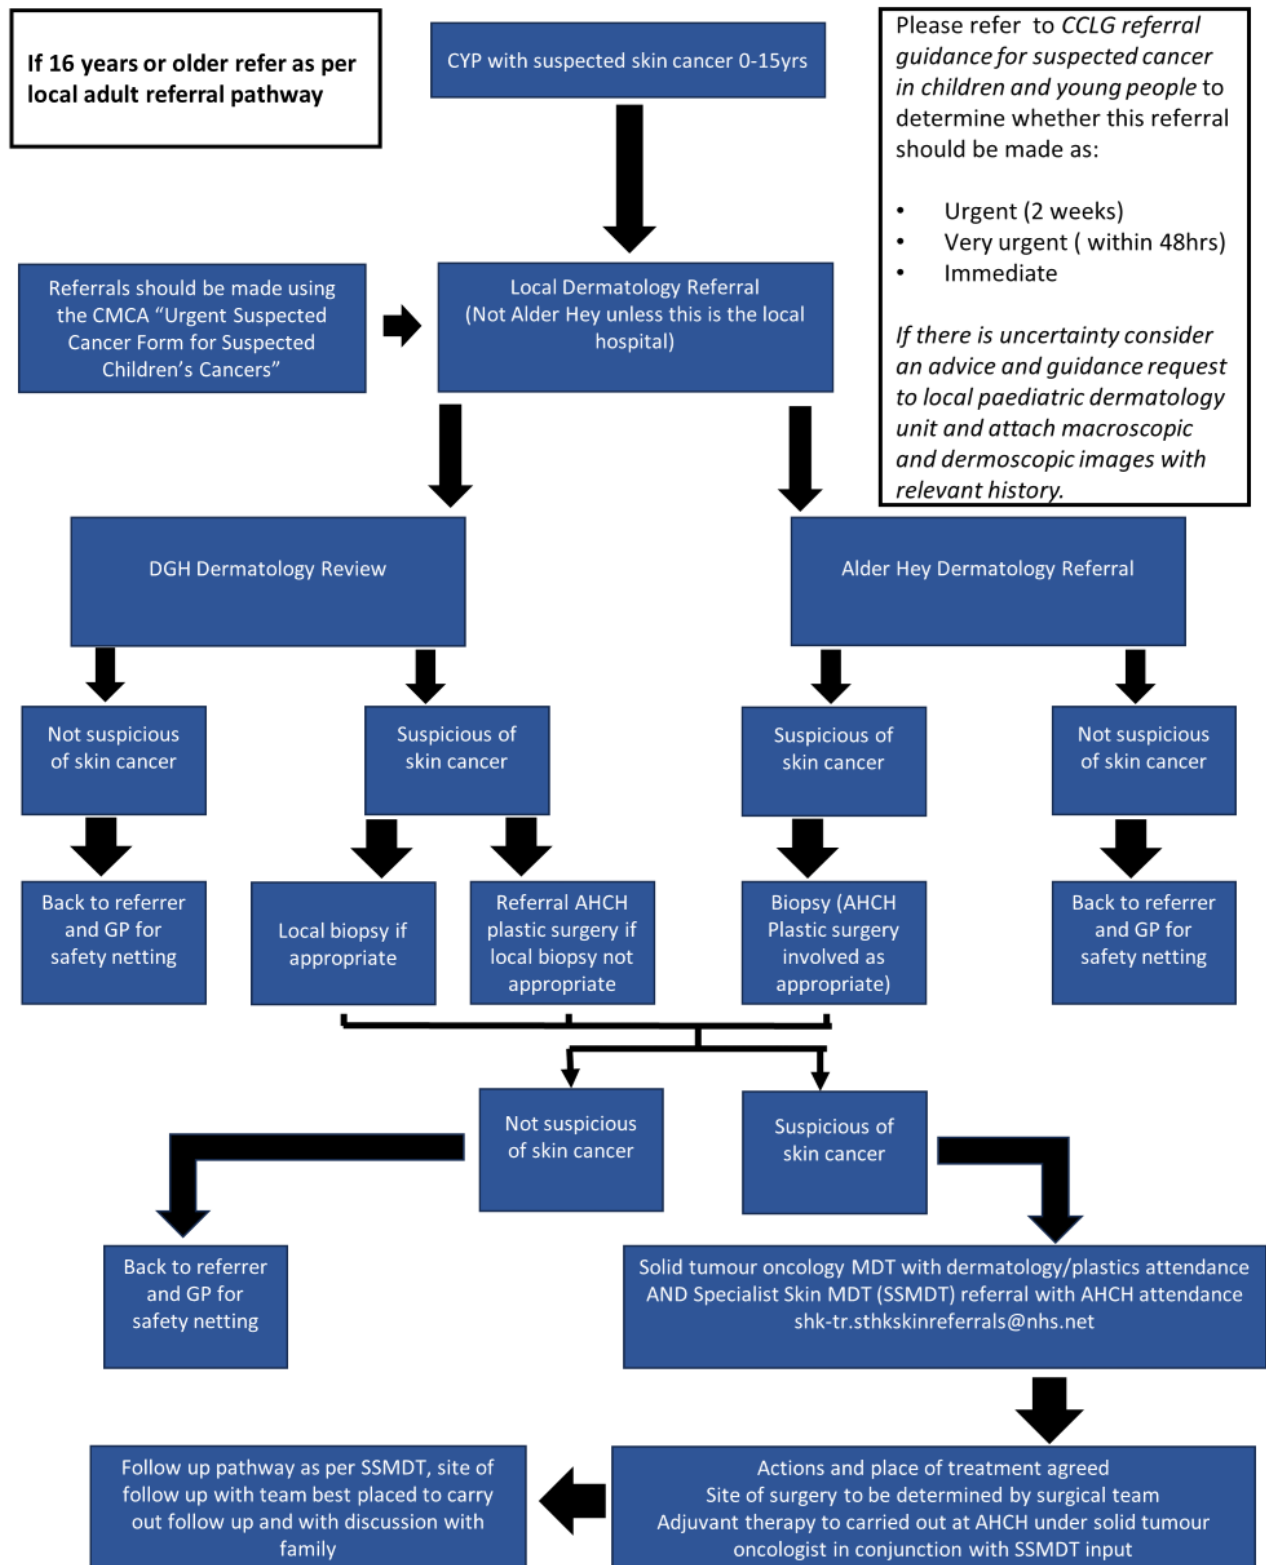 If 16 years or older refer as per
local adult referral pathway
CYP with suspected skin cancer 0-15yrs
Please refer to CCLG referral
guidance for suspected cancer
in children and young people to
determine whether this referral
should be made as:
• Urgent (2 weeks)
• Very urgent ( within 48hrs)
• Immediate
If there is uncertainty consider
an advice and guidance request
to local paediatric dermatology
unit and attach macroscopic
and dermoscopic images with
relevant history.
Referrals should be made using
the CMCA “Urgent Suspected
Cancer Form for Suspected
Children’s Cancers”
Local Dermatology Referral
(Not Alder Hey unless this is the local
hospital)
DGH Dermatology Review
Alder Hey Dermatology Referral
Not suspicious
of skin cancer
Suspicious of
skin cancer
Suspicious of
skin cancer
Not suspicious
of skin cancer
Back to referrer
and GP for
safety netting
Local biopsy if
appropriate
Referral AHCH
plastic surgery if
local biopsy not
appropriate
Biopsy (AHCH
Plastic surgery
involved as
appropriate)
Back to referrer
and GP for
safety netting
Not suspicious
of skin cancer
Suspicious of
skin cancer
Back to referrer
and GP for
safety netting
Solid tumour oncology MDT with dermatology/plastics attendance
AND Specialist Skin MDT (SSMDT) referral with AHCH attendance
shk-tr.sthkskinreferrals@nhs.net
Follow up pathway as per SSMDT, site of
follow up with team best placed to carry
out follow up and with discussion with
family
Actions and place of treatment agreed
Site of surgery to be determined by surgical team
Adjuvant therapy to carried out at AHCH under solid tumour
oncologist in conjunction with SSMDT input